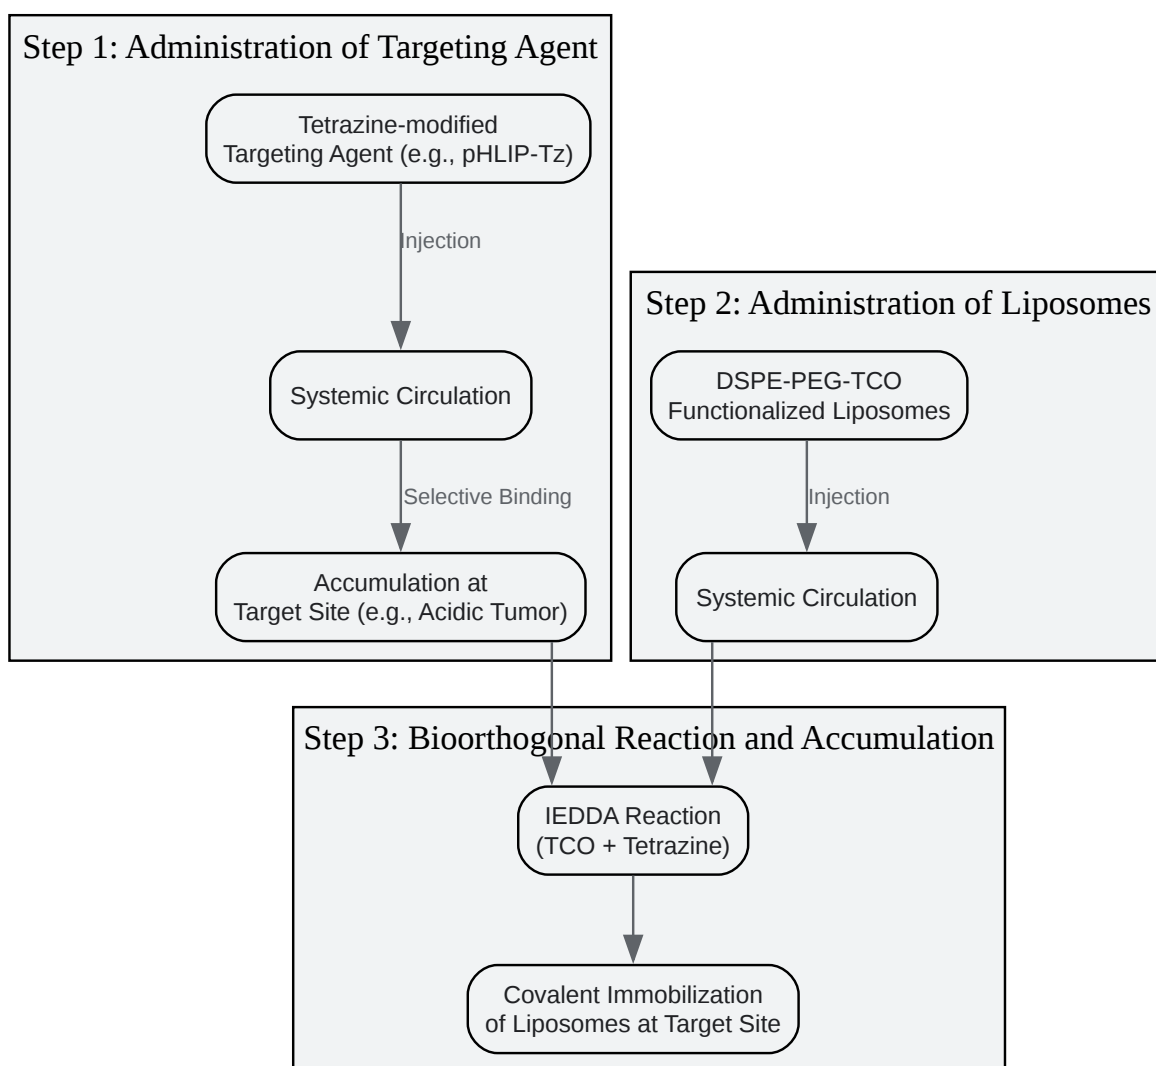 Step 1: Administration of Targeting Agent
Tetrazine-modified
Targeting Agent (e.g., pHLIP-Tz)
Injection
Systemic Circulation
Selective Binding
Accumulation at
Target Site (e.g., Acidic Tumor)
Step 2: Administration of Liposomes
DSPE-PEG-TCO
Functionalized Liposomes
Injection
Systemic Circulation
Step 3: Bioorthogonal Reaction and Accumulation
IEDDA Reaction
(TCO + Tetrazine)
Covalent Immobilization
of Liposomes at Target Site